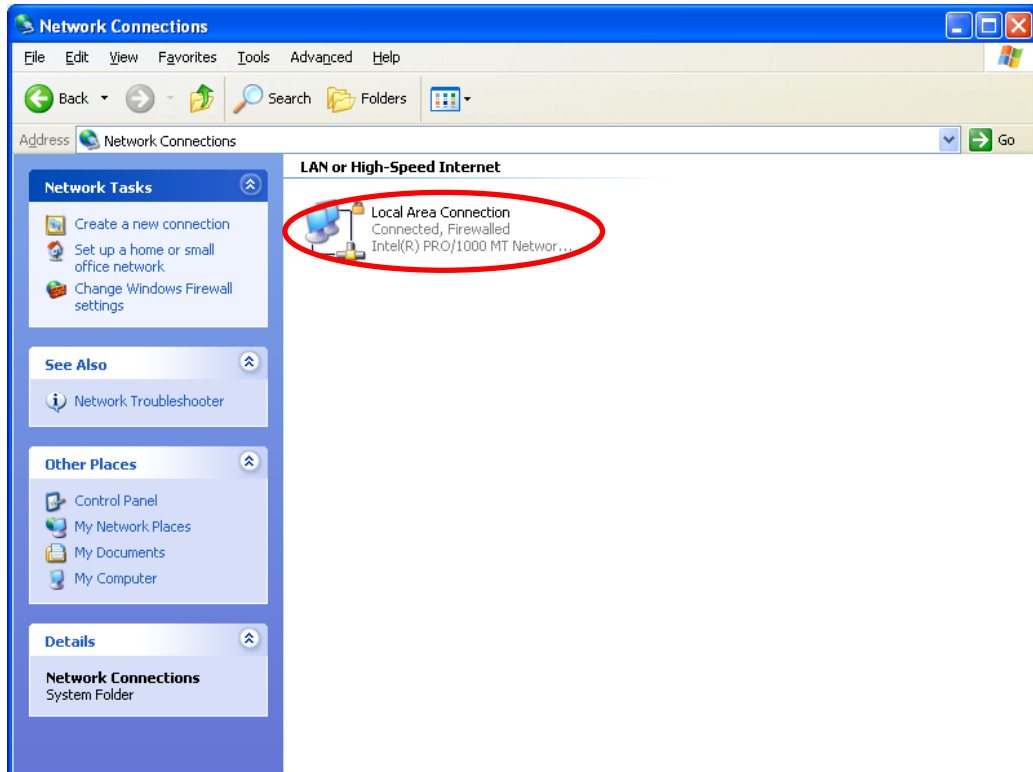 Network Connections
File Edit View Favorites Tools Advanced Help
Back Search Folders
Address Network Connections Go
Network Tasks
Create a new connection
Set up a home or small
office network
Change Windows Firewall
settings
See Also
Network Troubleshooter
Other Places
Control Panel
My Network Places
My Documents
My Computer
Details
Network Connections
System Folder
LAN or High-Speed Internet
Local Area Connection
Connected, Firewalled
Intel(R) PRO/1000 MT Networ...